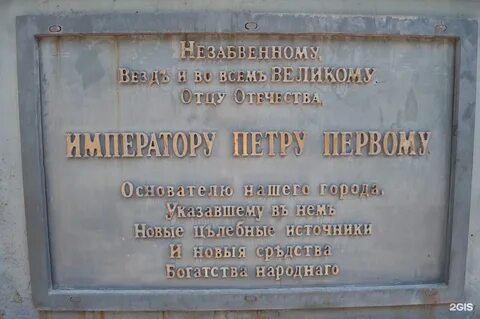 Незабвенному,
Вездѣ и во всемъ ВЕЛИКОМУ
Отцу Отечества,
ИМПЕРАТОРУ ПЕТРУ ПЕРВОМУ,
Основателю нашего города,
Указавшему въ немъ
Новые цѣлебные источники
И новыя срѣдства
Богатства народнаго
2GIS